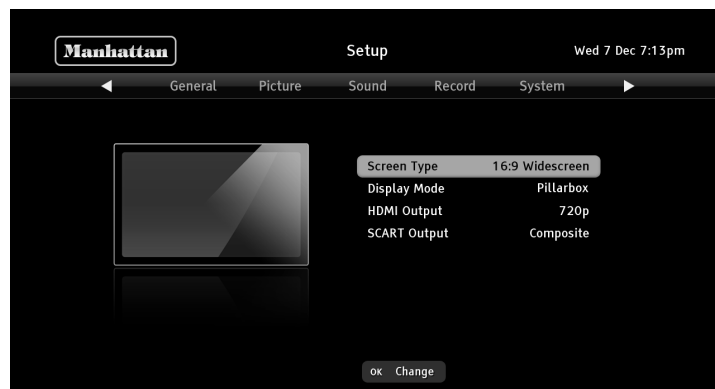 Manhattan Setup Wed 7 Dec 7:13pm
General Picture Sound Record System
Screen Type 16:9 Widescreen
Display Mode Pillarbox
HDMI Output 720p
SCART Output Composite
OK Change